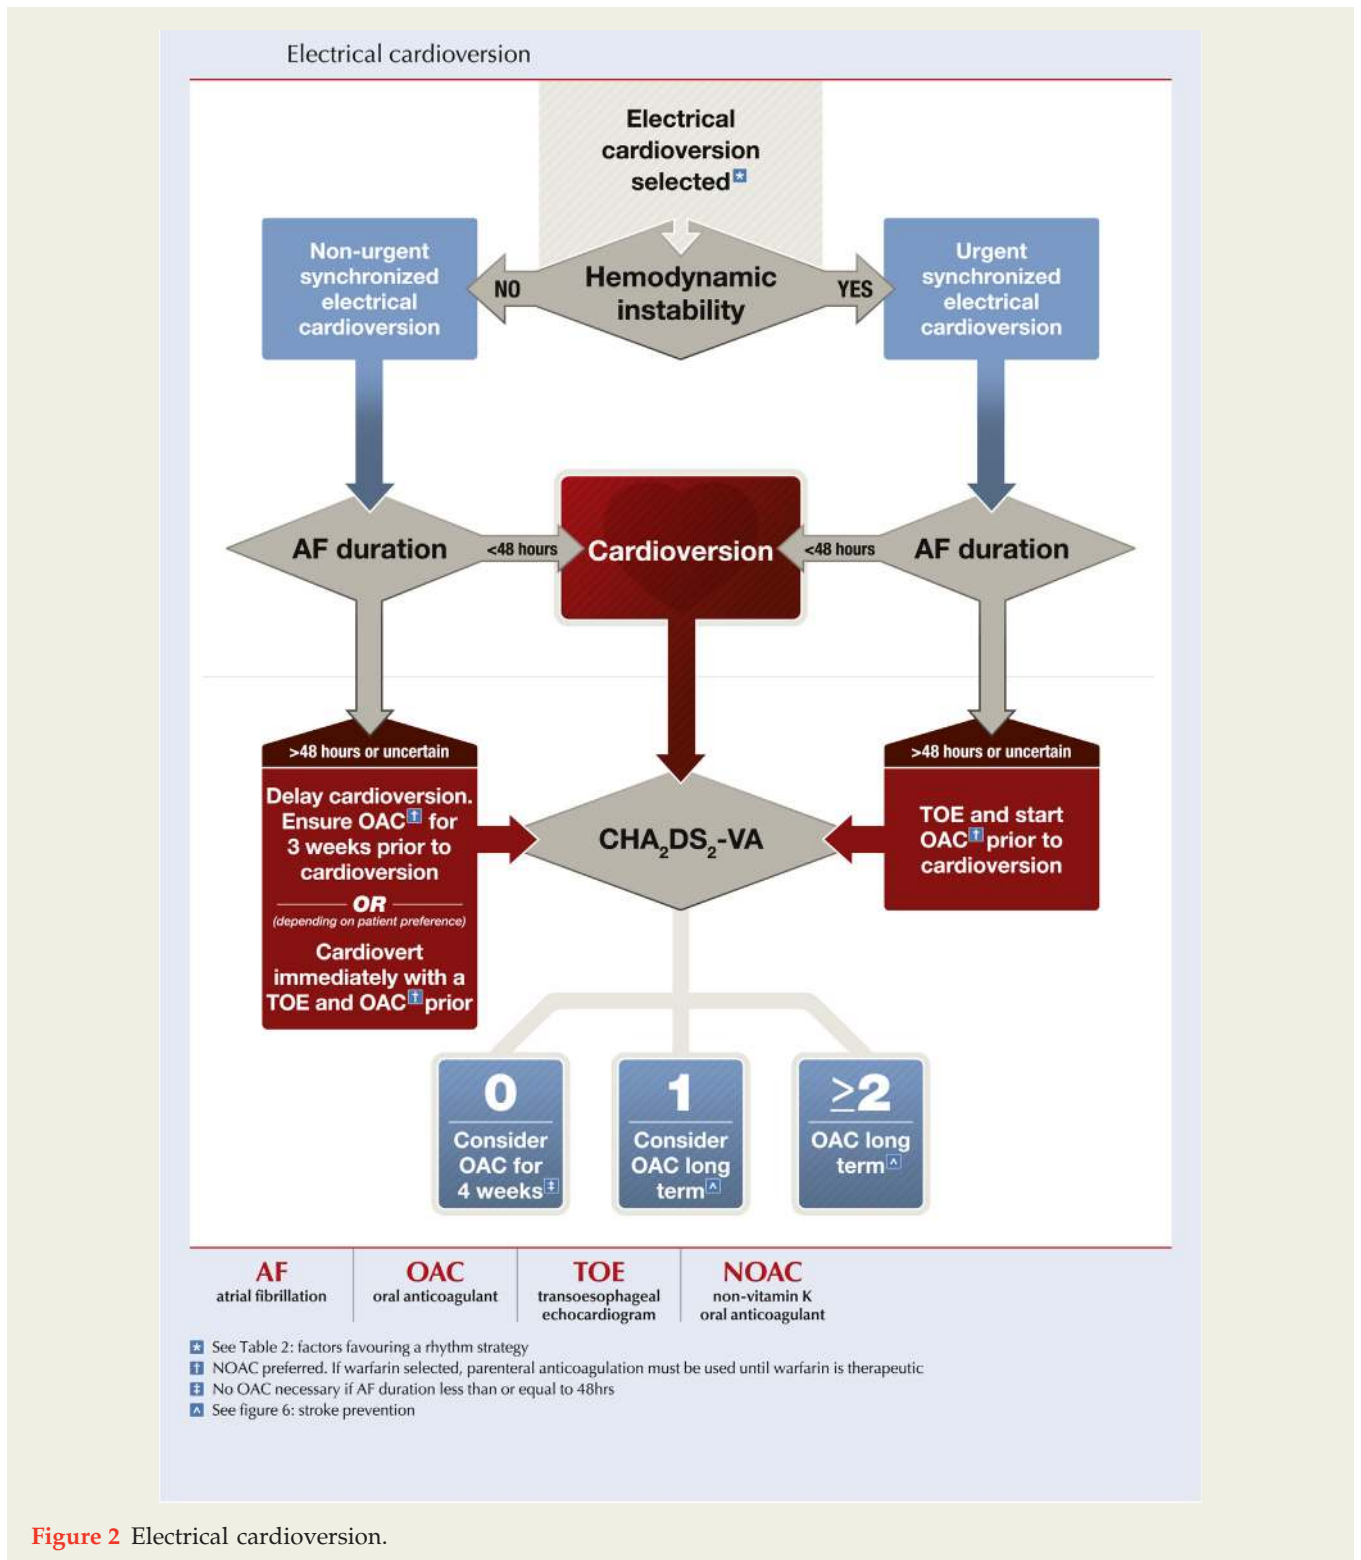 Electrical cardioversion
Electrical
cardioversion
selected*
Non-urgent
synchronized
electrical
cardioversion
NO
Hemodynamic
instability
YES
Urgent
synchronized
electrical
cardioversion
AF duration
<48 hours
Cardioversion
<48 hours
AF duration
>48 hours or uncertain
Delay cardioversion.
Ensure OAC† for
3 weeks prior to
cardioversion
OR
(depending on patient preference)
Cardiovert
immediately with a
TOE and OAC† prior
CHA₂DS₂-VA
>48 hours or uncertain
TOE and start
OAC† prior to
cardioversion
0
Consider
OAC for
4 weeks‡
1
Consider
OAC long
term^
≥2
OAC long
term^
AF
atrial fibrillation
OAC
oral anticoagulant
TOE
transoesophageal
echocardiogram
NOAC
non-vitamin K
oral anticoagulant
* See Table 2: factors favouring a rhythm strategy
† NOAC preferred. If warfarin selected, parenteral anticoagulation must be used until warfarin is therapeutic
‡ No OAC necessary if AF duration less than or equal to 48hrs
^ See figure 6: stroke prevention
Figure 2 Electrical cardioversion.